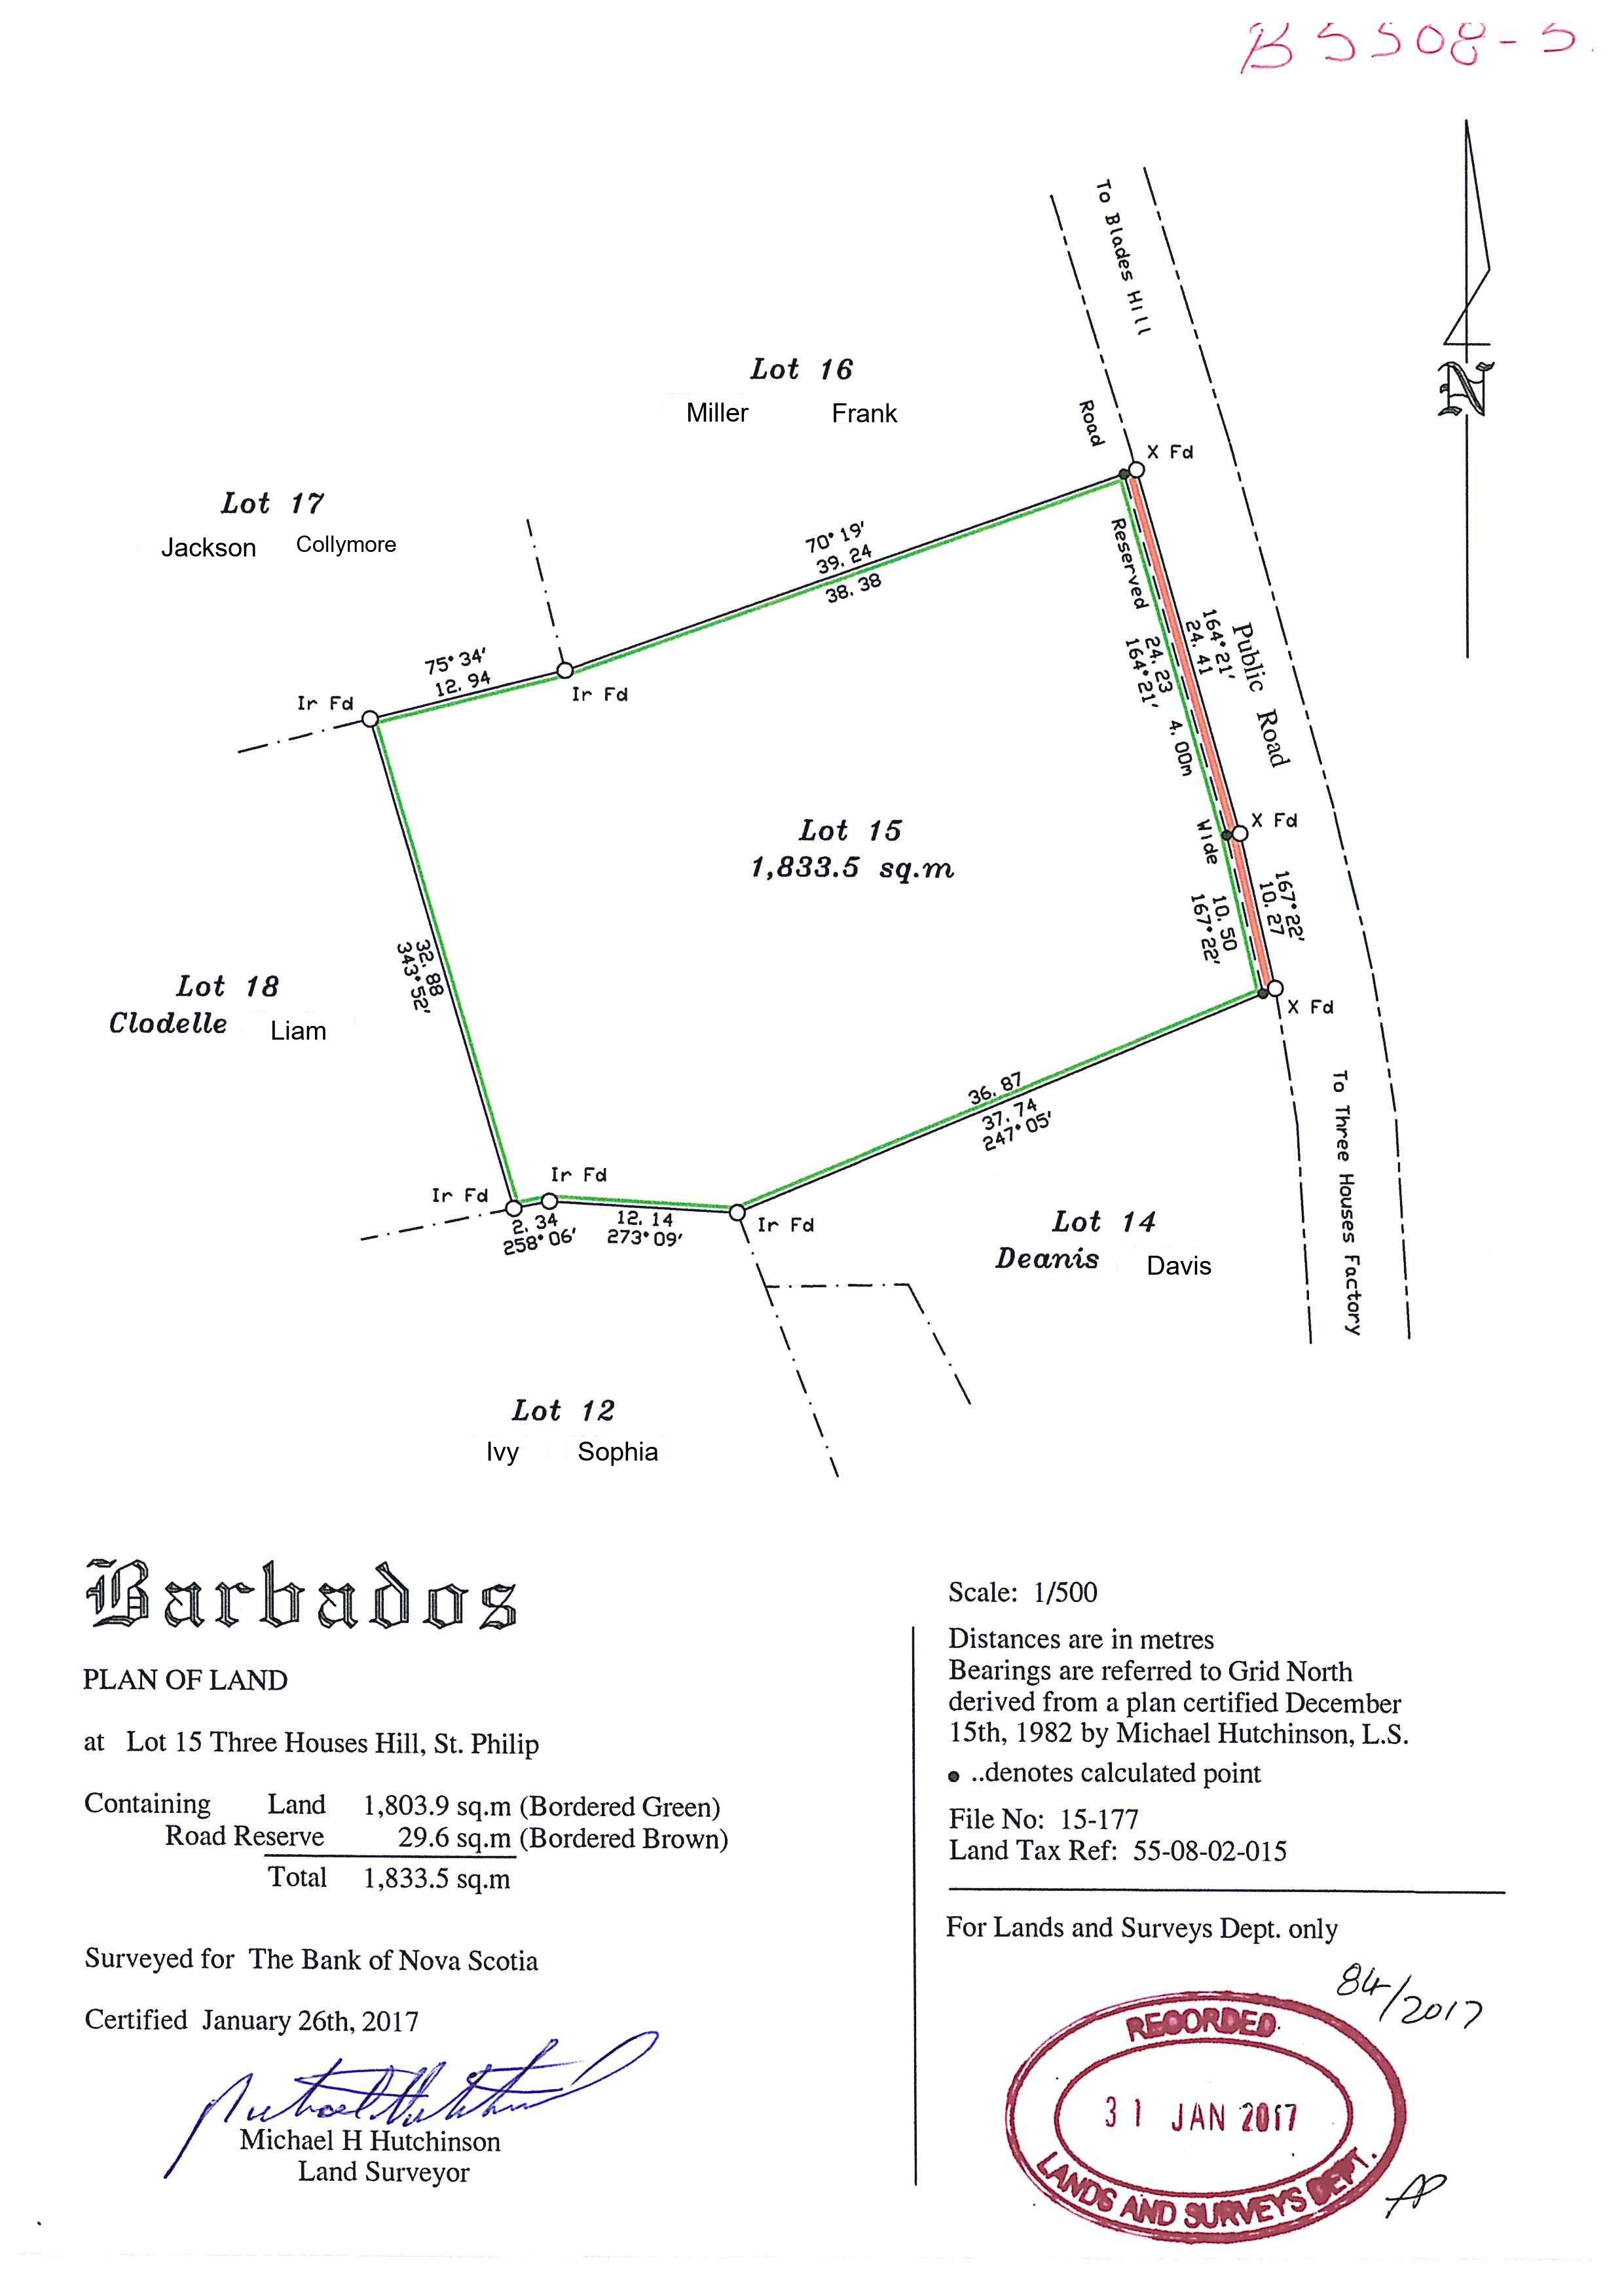 B5508-5.
To Blades Hill
Lot 16
Miller Frank
Road
X Fd
Lot 17
Jackson Collymore
70° 19'
39. 24
38. 38
Reserved
164° 21'
24. 41
Public Road
24. 23
164° 21'
75° 34'
12. 94
Ir Fd
Ir Fd
4. 00m
N
Lot 15
1,833.5 sq.m
Wide
X Fd
167° 22'
10. 27
10. 50
167° 22'
32. 88
343° 52'
Lot 18
Clodelle Liam
X Fd
36. 87
37. 74
247° 05'
To Three Houses Factory
Ir Fd
Ir Fd
2. 34
258° 06'
12. 14
273° 09'
Ir Fd
Lot 14
Deanis Davis
Lot 12
Ivy Sophia
Barbados
PLAN OF LAND
at Lot 15 Three Houses Hill, St. Philip
Containing Land 1,803.9 sq.m (Bordered Green)
Road Reserve 29.6 sq.m (Bordered Brown)
Total 1,833.5 sq.m
Surveyed for The Bank of Nova Scotia
Certified January 26th, 2017
Michael H Hutchinson
Land Surveyor
Scale: 1/500
Distances are in metres
Bearings are referred to Grid North
derived from a plan certified December
15th, 1982 by Michael Hutchinson, L.S.
● ..denotes calculated point
File No: 15-177
Land Tax Ref: 55-08-02-015
For Lands and Surveys Dept. only
84/2017
RECORDED
31 JAN 2017
LANDS AND SURVEYS DEPT.
AP